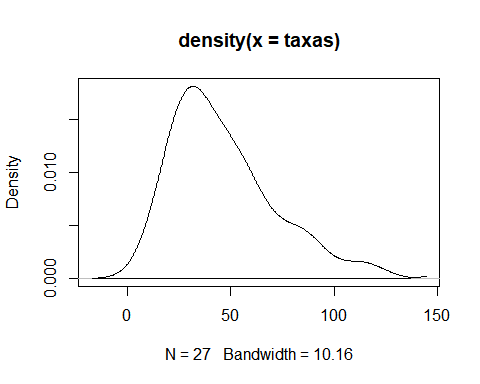 density(x = taxas)
Density
0.000
0.010
0
50
100
150
N = 27 Bandwidth = 10.16